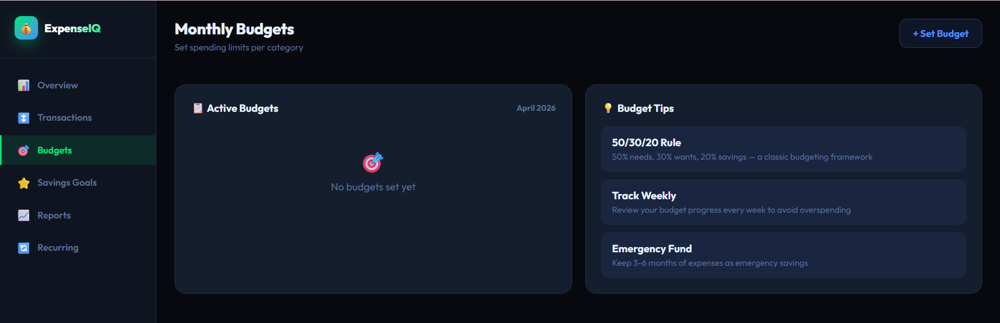 ExpenseIQ
Overview
Transactions
Budgets
Savings Goals
Reports
Recurring
Monthly Budgets
Set spending limits per category
+ Set Budget
Active Budgets
April 2026
No budgets set yet
Budget Tips
50/30/20 Rule
50% needs, 30% wants, 20% savings — a classic budgeting framework
Track Weekly
Review your budget progress every week to avoid overspending
Emergency Fund
Keep 3-6 months of expenses as emergency savings